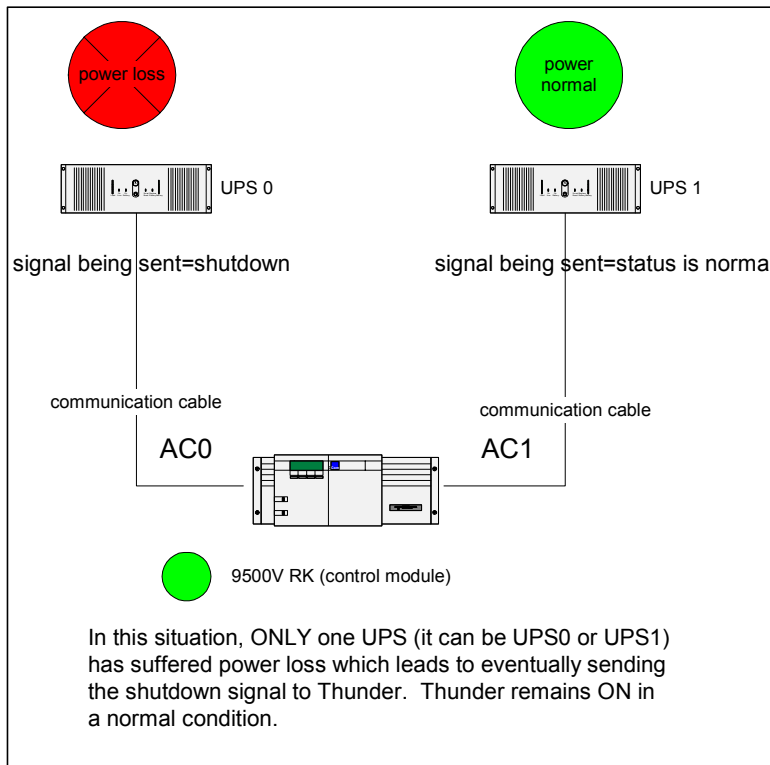 power loss
power
normal
UPS 0
UPS 1
signal being sent=shutdown
signal being sent=status is norma
communication cable
communication cable
AC0
AC1
9500V RK (control module)
In this situation, ONLY one UPS (it can be UPS0 or UPS1)
has suffered power loss which leads to eventually sending
the shutdown signal to Thunder. Thunder remains ON in
a normal condition.